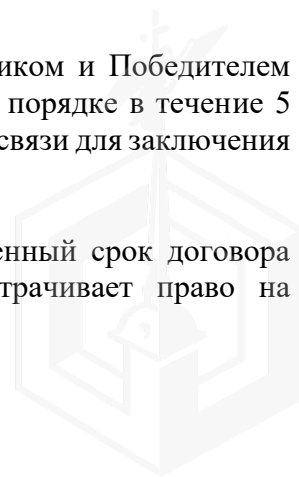 иком и Победителем
порядке в течение 5
связи для заключения
енный срок договора
трачивает право на